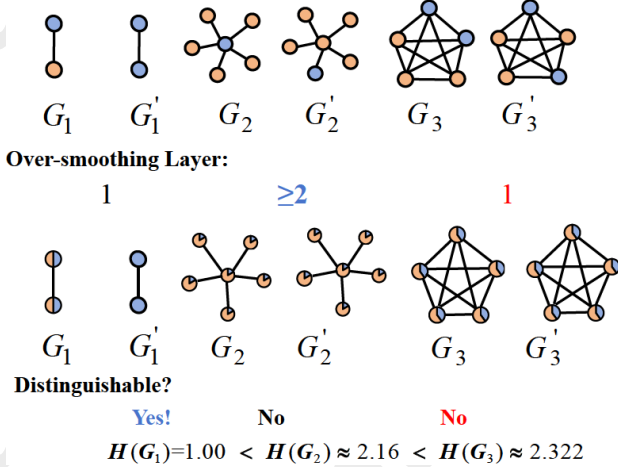 G₁ G₁' G₂ G₂' G₃ G₃'
Over-smoothing Layer:
1 ≥2 1
G₁ G₁' G₂ G₂' G₃ G₃'
Distinguishable?
Yes! No No
H(G₁)=1.00 < H(G₂)≈2.16 < H(G₃)≈2.322